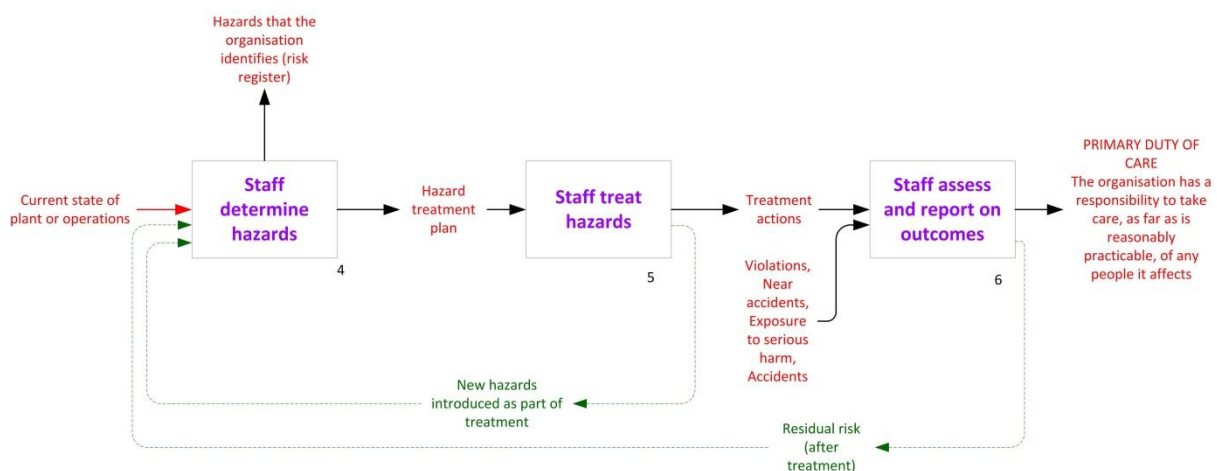 Hazards that the
organisation
identifies (risk
register)
Current state of
plant or operations
Staff
determine
hazards
4
Hazard
treatment
plan
Staff treat
hazards
5
Treatment
actions
Violations,
Near
accidents,
Exposure
to serious
harm,
Accidents
Staff assess
and report on
outcomes
6
PRIMARY DUTY OF
CARE
The organisation has a
responsibility to take
care, as far as is
reasonably
practicable, of any
people it affects
New hazards
introduced as part of
treatment
Residual risk
(after
treatment)